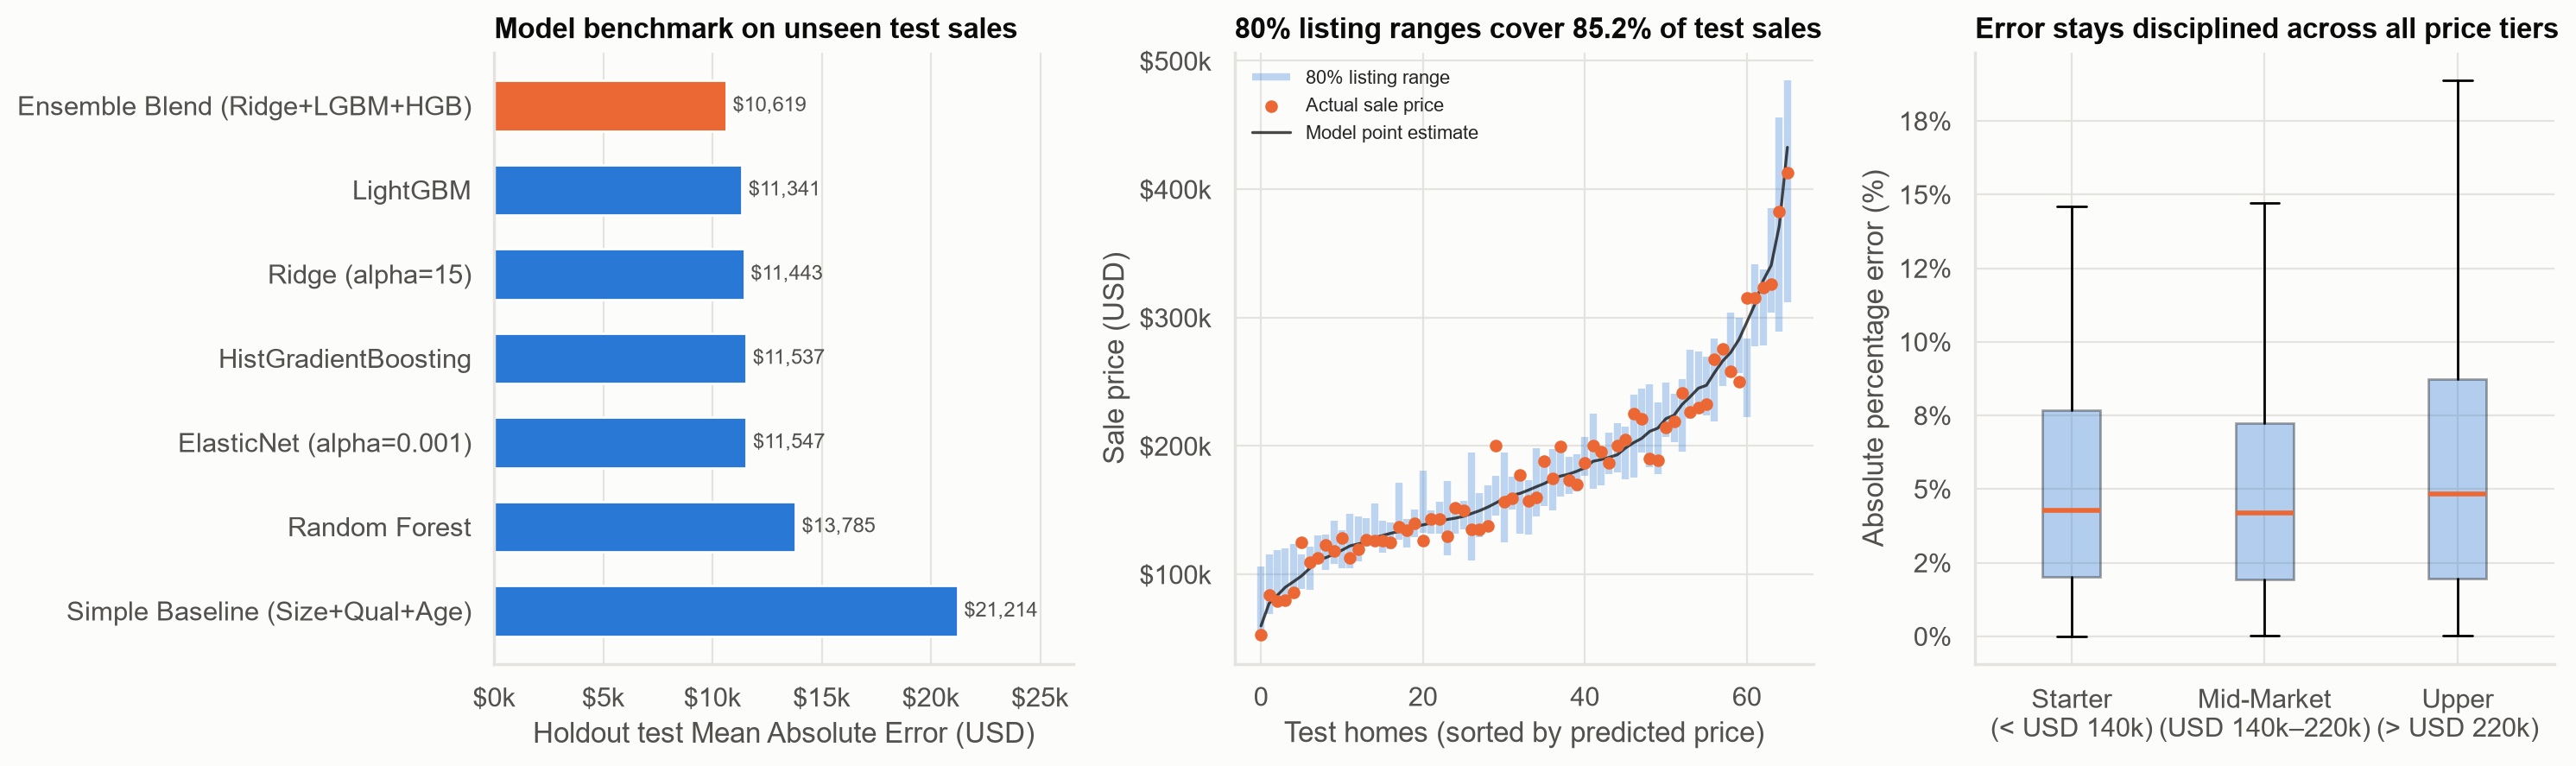 Model benchmark on unseen test sales
Ensemble Blend (Ridge+LGBM+HGB)
$10,619
LightGBM
$11,341
Ridge (alpha=15)
$11,443
HistGradientBoosting
$11,537
ElasticNet (alpha=0.001)
$11,547
Random Forest
$13,785
Simple Baseline (Size+Qual+Age)
$21,214
$0k
$5k
$10k
$15k
$20k
$25k
Holdout test Mean Absolute Error (USD)
80% listing ranges cover 85.2% of test sales
80% listing range
Actual sale price
Model point estimate
Sale price (USD)
$500k
$400k
$300k
$200k
$100k
0
20
40
60
Test homes (sorted by predicted price)
Error stays disciplined across all price tiers
Absolute percentage error (%)
18%
15%
12%
10%
8%
5%
2%
0%
Starter
(< USD 140k)
Mid-Market
(USD 140k–220k)
Upper
(> USD 220k)